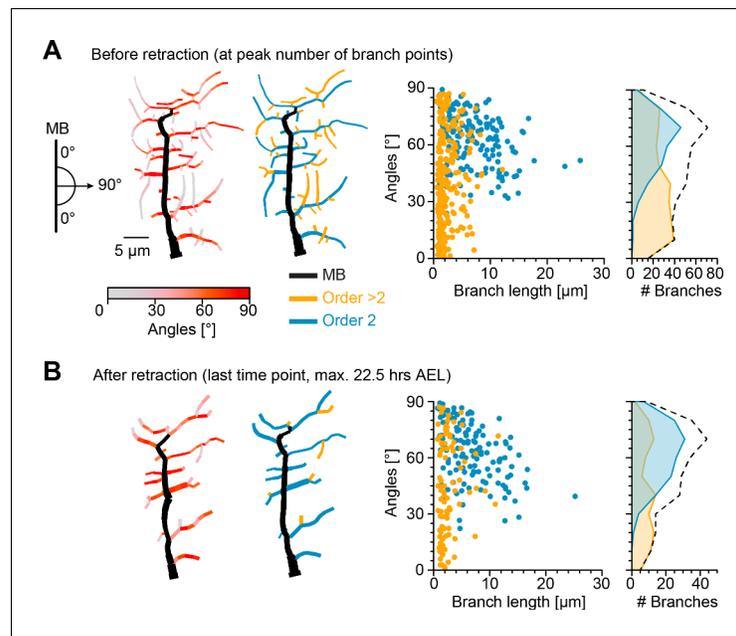 A Before retraction (at peak number of branch points)
MB
0°
90°
0°
5 µm
MB
Order >2
Order 2
0 30 60 90
Angles [°]
90
60
30
0
Angles [°]
0 10 20 30
Branch length [µm]
0 20 40 60 80
# Branches
B After retraction (last time point, max. 22.5 hrs AEL)
90
60
30
0
Angles [°]
0 10 20 30
Branch length [µm]
0 20 40
# Branches